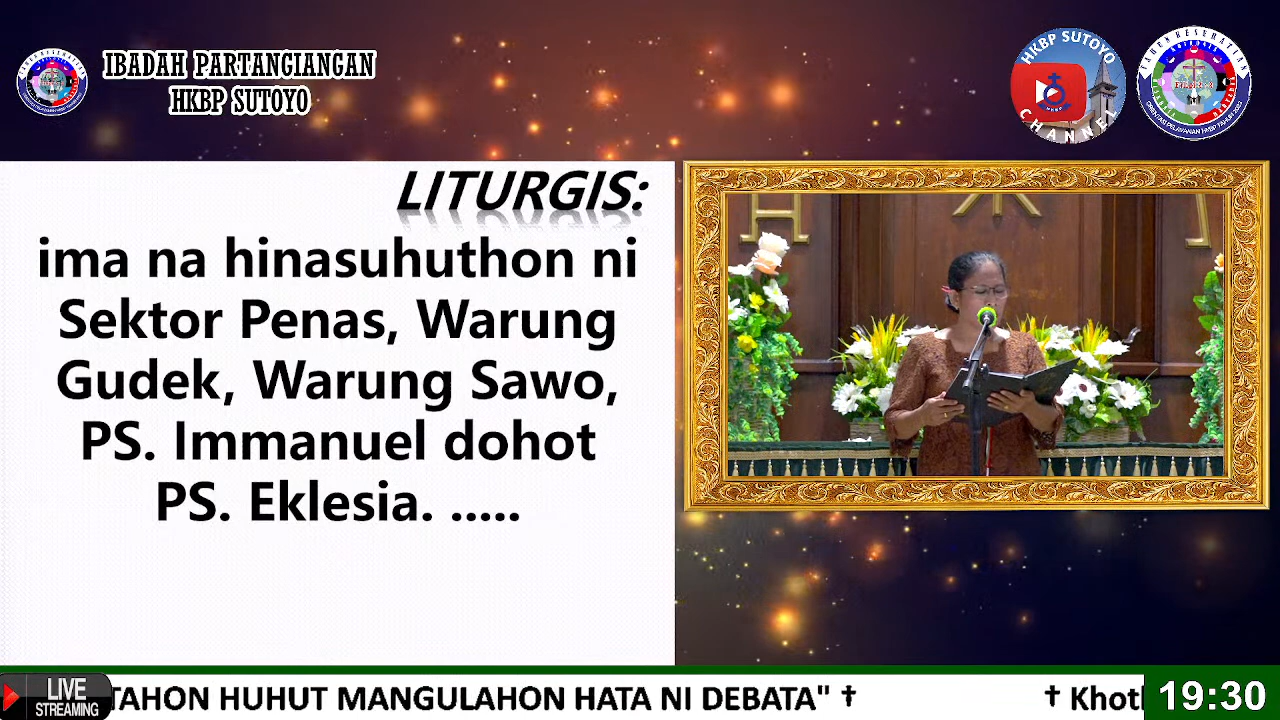 IBADAH PARTANGIANGAN
HKBP SUTOYO
HKBP SUTOYO
CHANNEL
LITURGIS:
ima na hinasuhuthon ni
Sektor Penas, Warung
Gudek, Warung Sawo,
PS. Immanuel dohot
PS. Eklesia. .....
LIVE
STREAMING
TAHON HUHUT MANGULAHON HATA NI DEBATA" ✝
✝ Khotb
19:30